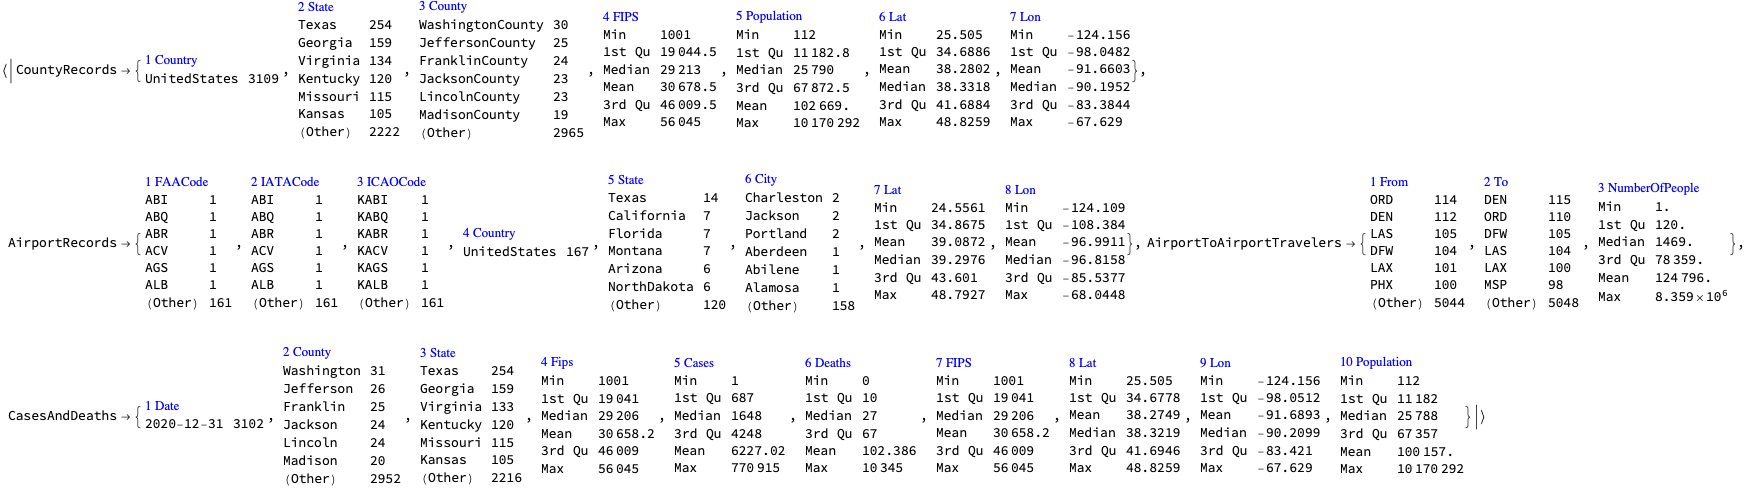 <| CountyRecords → {
1 Country
UnitedStates 3109
,
2 State
Texas 254
Georgia 159
Virginia 134
Kentucky 120
Missouri 115
Kansas 105
(Other) 2222
,
3 County
WashingtonCounty 30
JeffersonCounty 25
FranklinCounty 24
JacksonCounty 23
LincolnCounty 23
MadisonCounty 19
(Other) 2965
,
4 FIPS
Min 1001
1st Qu 19 044.5
Median 29 213
Mean 30 678.5
3rd Qu 46 009.5
Max 56 045
,
5 Population
Min 112
1st Qu 11 182.8
Median 25 790
3rd Qu 67 872.5
Mean 102 669.
Max 10 170 292
,
6 Lat
Min 25.505
1st Qu 34.6886
Mean 38.2802
Median 38.3318
3rd Qu 41.6884
Max 48.8259
,
7 Lon
Min -124.156
1st Qu -98.0482
Mean -91.6603
Median -90.1952
3rd Qu -83.3844
Max -67.629
},
AirportRecords → {
1 FAACode
ABI 1
ABQ 1
ABR 1
ACV 1
AGS 1
ALB 1
(Other) 161
,
2 IATACode
ABI 1
ABQ 1
ABR 1
ACV 1
AGS 1
ALB 1
(Other) 161
,
3 ICAOCode
KABI 1
KABQ 1
KABR 1
KACV 1
KAGS 1
KALB 1
(Other) 161
,
4 Country
UnitedStates 167
,
5 State
Texas 14
California 7
Florida 7
Montana 7
Arizona 6
NorthDakota 6
(Other) 120
,
6 City
Charleston 2
Jackson 2
Portland 2
Aberdeen 1
Abilene 1
Alamosa 1
(Other) 158
,
7 Lat
Min 24.5561
1st Qu 34.8675
Mean 39.0872
Median 39.2976
3rd Qu 43.601
Max 48.7927
,
8 Lon
Min -124.109
1st Qu -108.384
Mean -96.9911
Median -96.8158
3rd Qu -85.5377
Max -68.0448
}, AirportToAirportTravelers → {
1 From
ORD 114
DEN 112
LAS 105
DFW 104
LAX 101
PHX 100
(Other) 5044
,
2 To
DEN 115
ORD 110
DFW 105
LAS 104
LAX 100
MSP 98
(Other) 5048
,
3 NumberOfPeople
Min 1.
1st Qu 120.
Median 1469.
3rd Qu 78 359.
Mean 124 796.
Max 8.359 × 10⁶
},
CasesAndDeaths → {
1 Date
2020-12-31 3102
,
2 County
Washington 31
Jefferson 26
Franklin 25
Jackson 24
Lincoln 24
Madison 20
(Other) 2952
,
3 State
Texas 254
Georgia 159
Virginia 133
Kentucky 120
Missouri 115
Kansas 105
(Other) 2216
,
4 Fips
Min 1001
1st Qu 19 041
Median 29 206
Mean 30 658.2
3rd Qu 46 009
Max 56 045
,
5 Cases
Min 1
1st Qu 687
Median 1648
3rd Qu 4248
Mean 6227.02
Max 770 915
,
6 Deaths
Min 0
1st Qu 10
Median 27
3rd Qu 67
Mean 102.386
Max 10 345
,
7 FIPS
Min 1001
1st Qu 19 041
Median 29 206
Mean 30 658.2
3rd Qu 46 009
Max 56 045
,
8 Lat
Min 25.505
1st Qu 34.6778
Mean 38.2749
Median 38.3219
3rd Qu 41.6946
Max 48.8259
,
9 Lon
Min -124.156
1st Qu -98.0512
Mean -91.6893
Median -90.2099
3rd Qu -83.421
Max -67.629
,
10 Population
Min 112
1st Qu 11 182
Median 25 788
3rd Qu 67 357
Mean 100 157.
Max 10 170 292
} |>